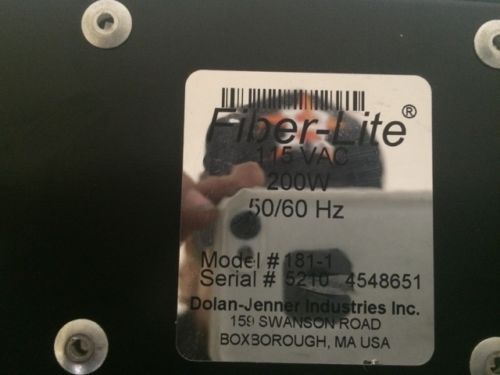 Fiber-Lite®
115 VAC
200W
50/60 Hz
Model # 181-1
Serial # 5210 4548651
Dolan-Jenner Industries Inc.
159 SWANSON ROAD
BOXBOROUGH, MA USA